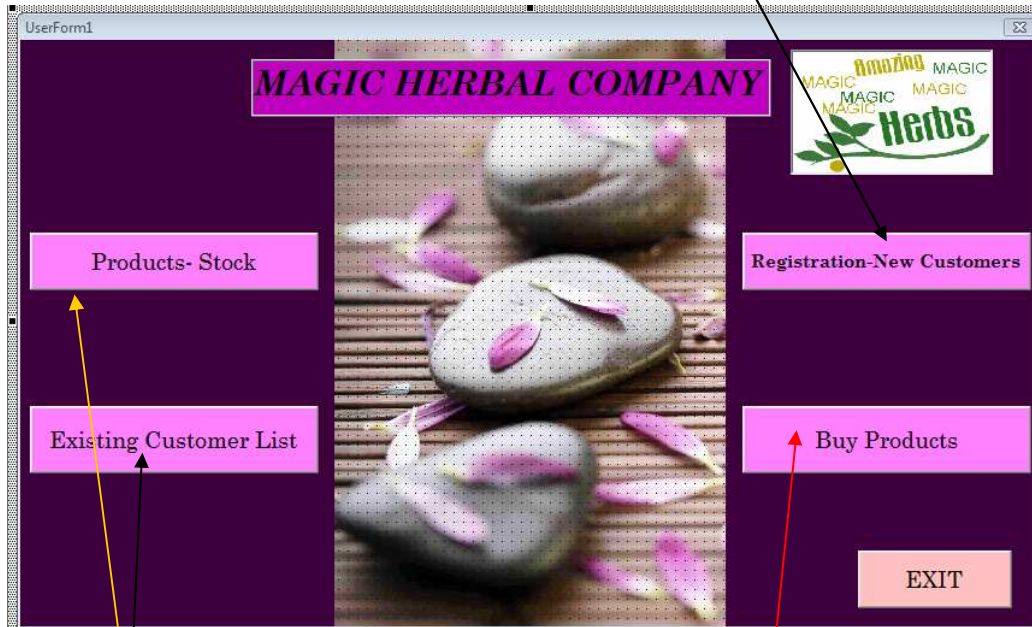 UserForm1
MAGIC HERBAL COMPANY
Amazing MAGIC
MAGIC MAGIC
MAGIC
MAGIC
Herbs
Products- Stock
Registration-New Customers
Existing Customer List
Buy Products
EXIT